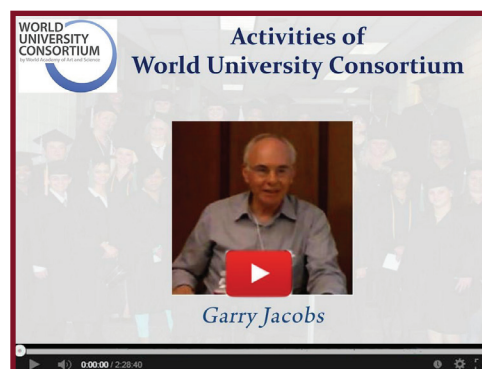 WORLD
UNIVERSITY
CONSORTIUM
by World Academy of Art and Science
Activities of
World University Consortium
Garry Jacobs
0:00:00 / 2:28:40